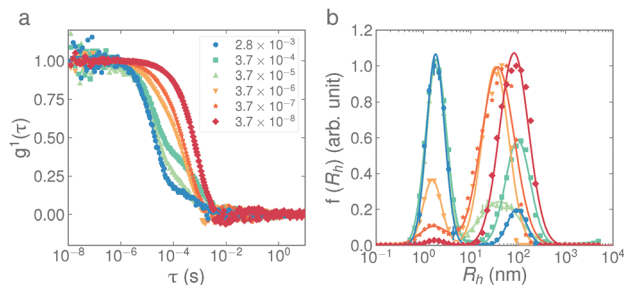 a
b
1.00
0.75
0.50
0.25
0.00
g¹(τ)
2.8 × 10⁻³
3.7 × 10⁻⁴
3.7 × 10⁻⁵
3.7 × 10⁻⁶
3.7 × 10⁻⁷
3.7 × 10⁻⁸
10⁻⁸ 10⁻⁶ 10⁻⁴ 10⁻² 10⁰
τ (s)
1.2
1.0
0.8
0.6
0.4
0.2
0.0
f (Rₕ) (arb. unit)
10⁻¹ 10⁰ 10¹ 10² 10³ 10⁴
Rₕ (nm)